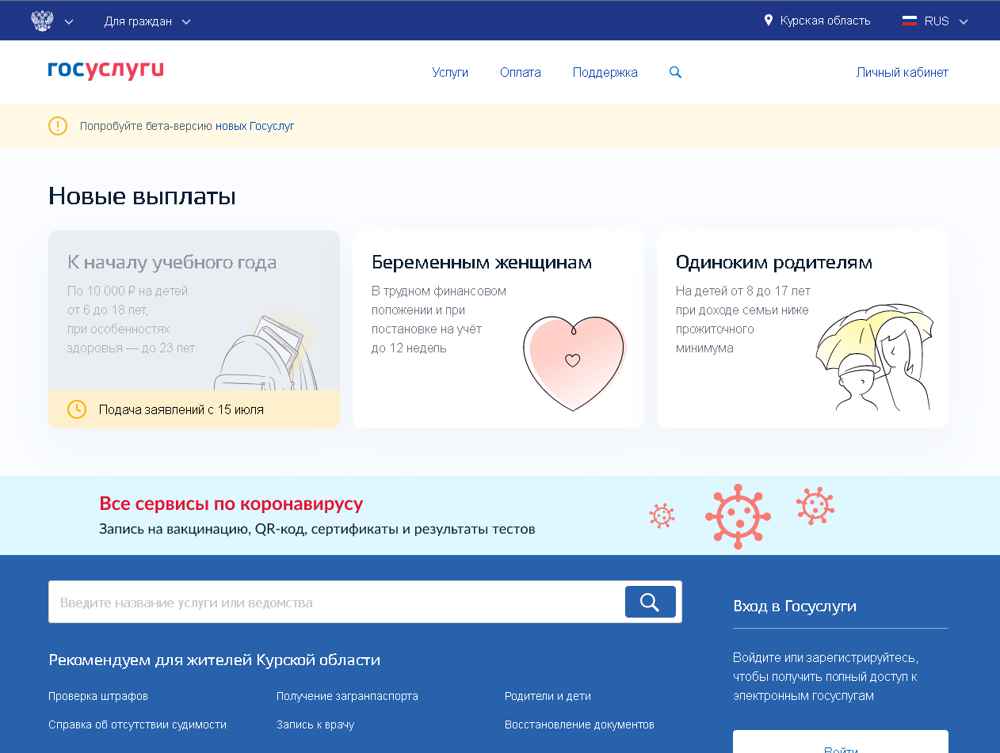 Для граждан
Курская область
RUS
госуслуги
Услуги
Оплата
Поддержка
Личный кабинет
Попробуйте бета-версию новых Госуслуг
Новые выплаты
К началу учебного года
По 10 000 ₽ на детей
от 6 до 18 лет,
при особенностях
здоровья — до 23 лет
Подача заявлений с 15 июля
Беременным женщинам
В трудном финансовом
положении и при
постановке на учёт
до 12 недель
Одиноким родителям
На детей от 8 до 17 лет
при доходе семьи ниже
прожиточного
минимума
Все сервисы по коронавирусу
Запись на вакцинацию, QR-код, сертификаты и результаты тестов
Введите название услуги или ведомства
Рекомендуем для жителей Курской области
Проверка штрафов
Получение загранпаспорта
Родители и дети
Справка об отсутствии судимости
Запись к врачу
Восстановление документов
Вход в Госуслуги
Войдите или зарегистрируйтесь,
чтобы получить полный доступ к
электронным госуслугам
Войти